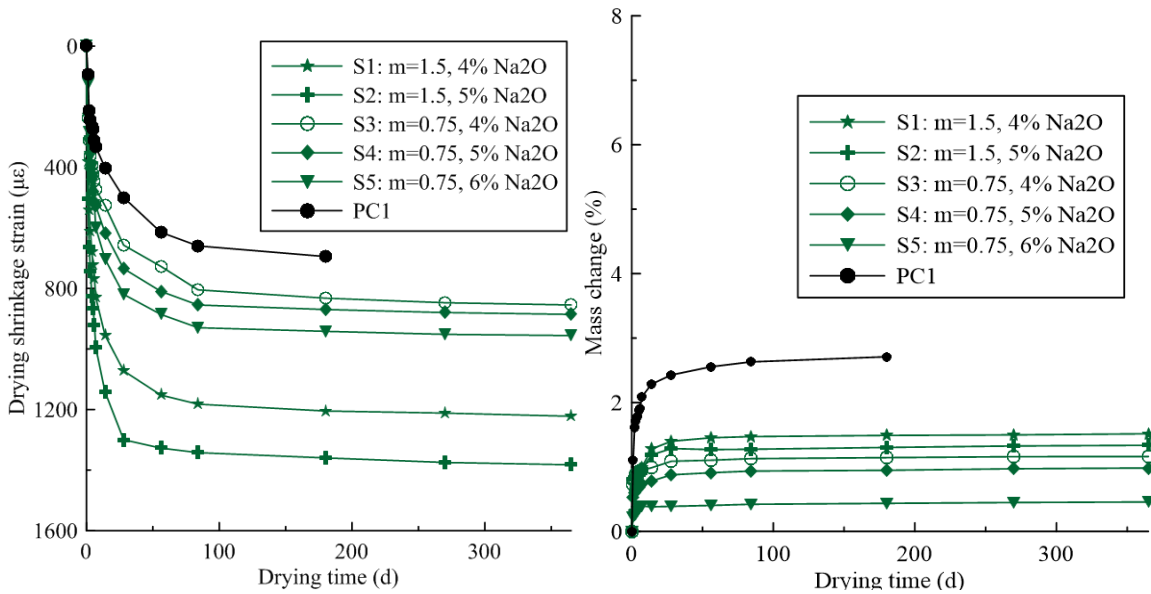 0
400
800
1200
1600
Drying shrinkage strain (με)
S1: m=1.5, 4% Na2O
S2: m=1.5, 5% Na2O
S3: m=0.75, 4% Na2O
S4: m=0.75, 5% Na2O
S5: m=0.75, 6% Na2O
PC1
0
100
200
300
Drying time (d)
8
6
4
2
0
Mass change (%)
S1: m=1.5, 4% Na2O
S2: m=1.5, 5% Na2O
S3: m=0.75, 4% Na2O
S4: m=0.75, 5% Na2O
S5: m=0.75, 6% Na2O
PC1
0
100
200
300
Drying time (d)